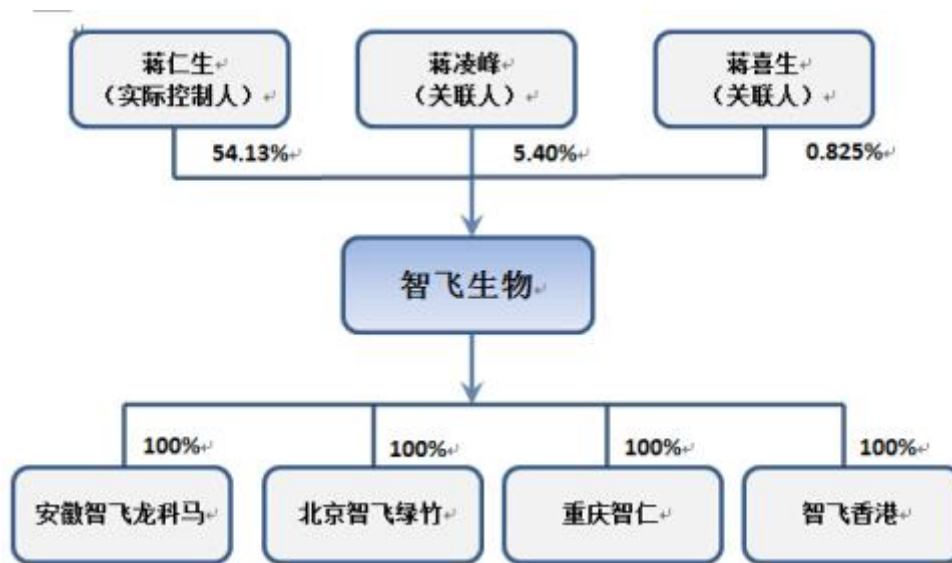 蒋仁生
（实际控制人）
蒋凌峰
（关联人）
蒋喜生
（关联人）
54.13%
5.40%
0.825%
智飞生物
100%
100%
100%
100%
安徽智飞龙科马
北京智飞绿竹
重庆智仁
智飞香港